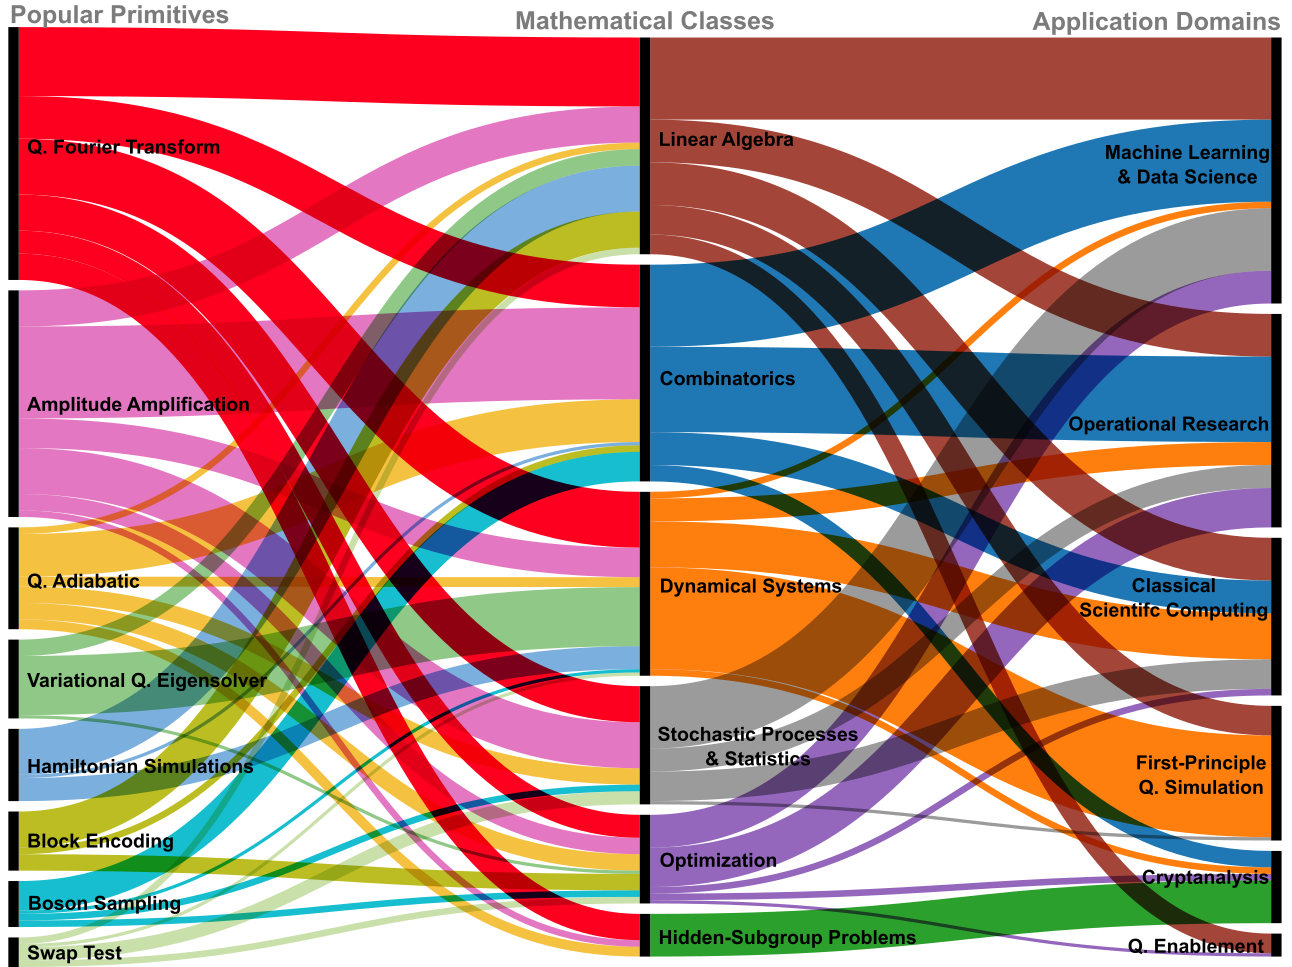 Popular Primitives
Mathematical Classes
Application Domains
Q. Fourier Transform
Amplitude Amplification
Q. Adiabatic
Variational Q. Eigensolver
Hamiltonian Simulations
Block Encoding
Boson Sampling
Swap Test
Linear Algebra
Combinatorics
Dynamical Systems
Stochastic Processes
& Statistics
Optimization
Hidden-Subgroup Problems
Machine Learning
& Data Science
Operational Research
Classical
Scientifc Computing
First-Principle
Q. Simulation
Cryptanalysis
Q. Enablement